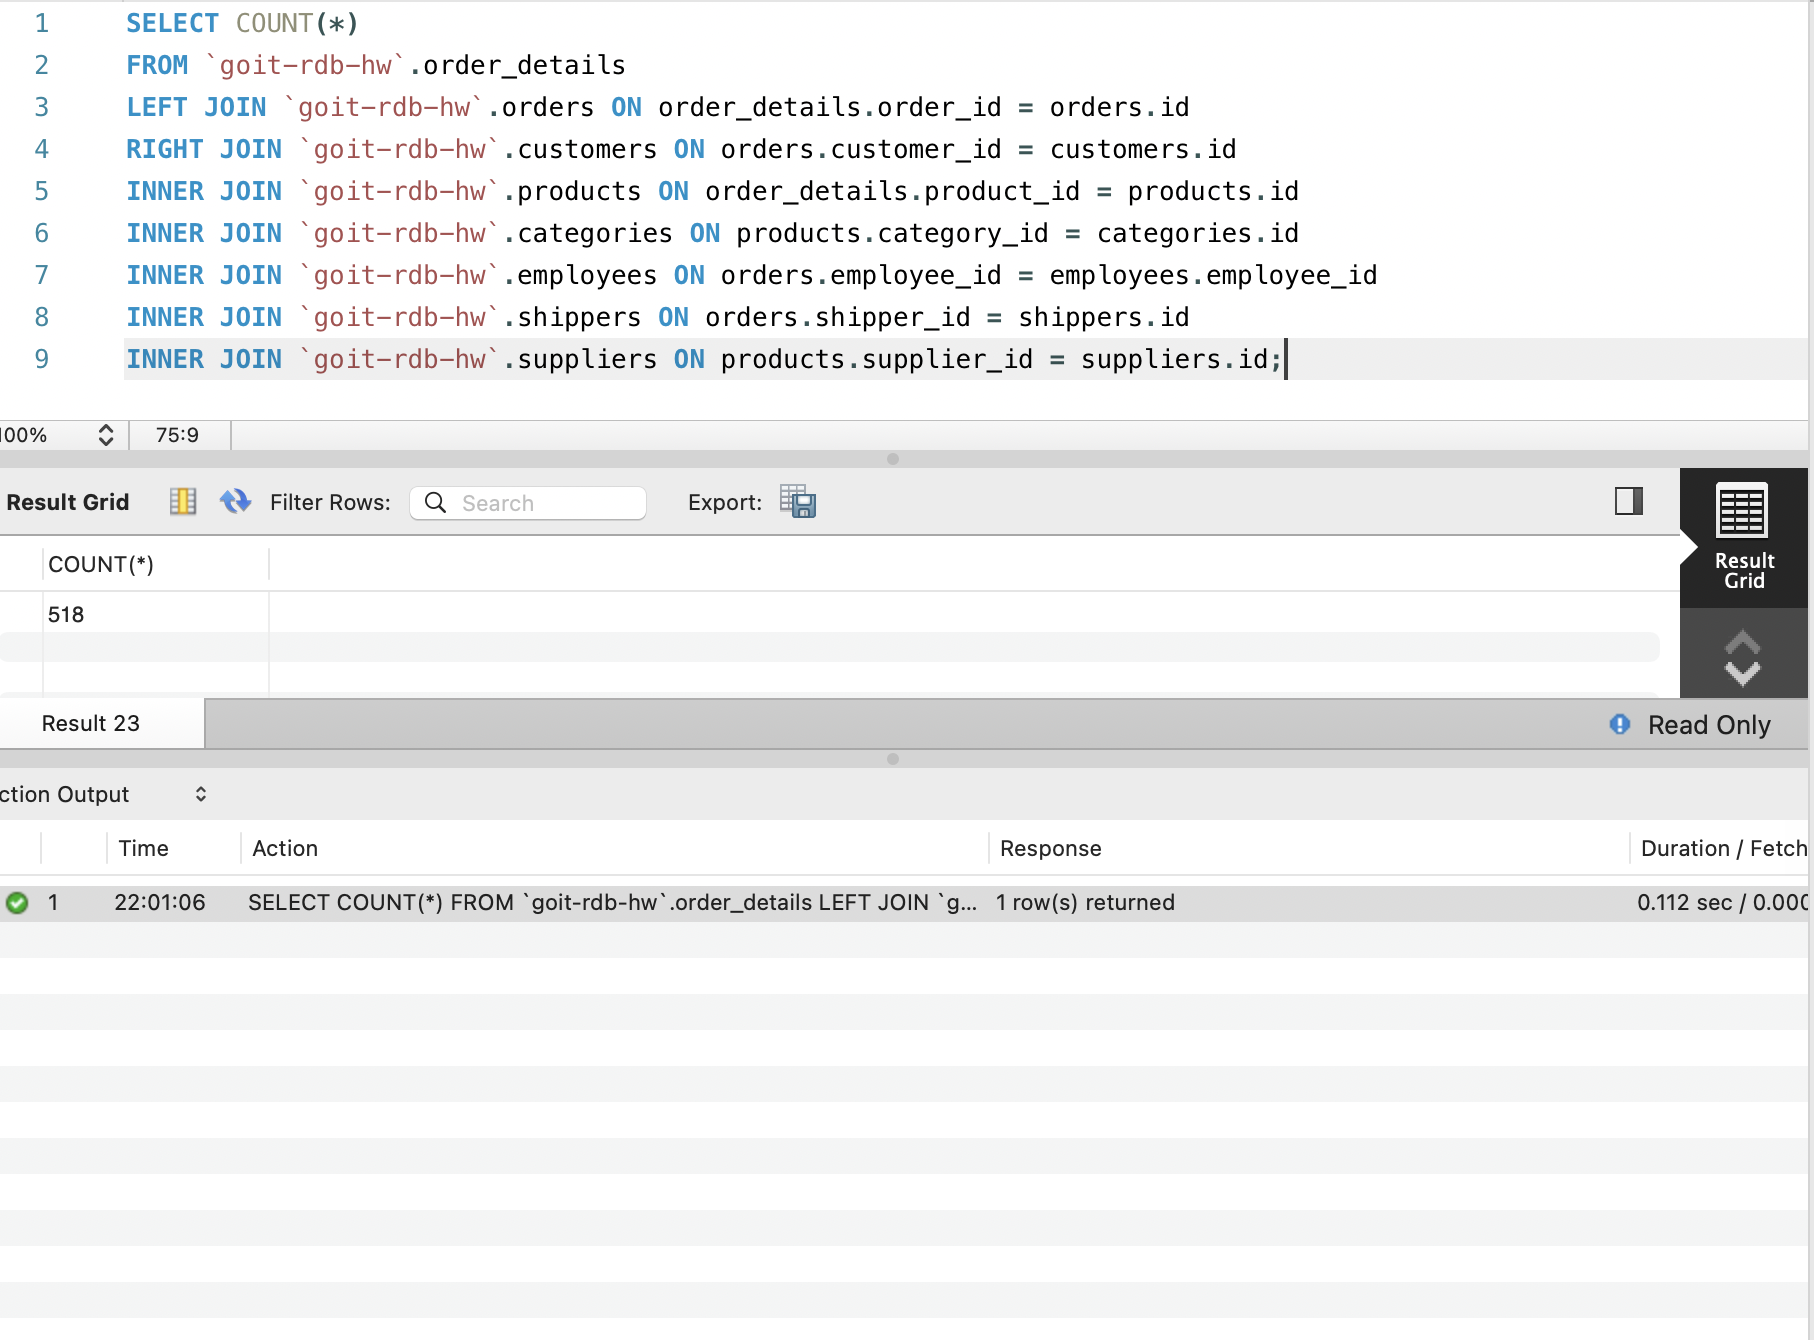 1 SELECT COUNT(*)
2 FROM `goit-rdb-hw`.order_details
3 LEFT JOIN `goit-rdb-hw`.orders ON order_details.order_id = orders.id
4 RIGHT JOIN `goit-rdb-hw`.customers ON orders.customer_id = customers.id
5 INNER JOIN `goit-rdb-hw`.products ON order_details.product_id = products.id
6 INNER JOIN `goit-rdb-hw`.categories ON products.category_id = categories.id
7 INNER JOIN `goit-rdb-hw`.employees ON orders.employee_id = employees.employee_id
8 INNER JOIN `goit-rdb-hw`.shippers ON orders.shipper_id = shippers.id
9 INNER JOIN `goit-rdb-hw`.suppliers ON products.supplier_id = suppliers.id;
100% 75:9
Result Grid Filter Rows: Search Export:
Result
Grid
COUNT(*)
518
Result 23 Read Only
ction Output
Time Action Response Duration / Fetch
1 22:01:06 SELECT COUNT(*) FROM `goit-rdb-hw`.order_details LEFT JOIN `g... 1 row(s) returned 0.112 sec / 0.000